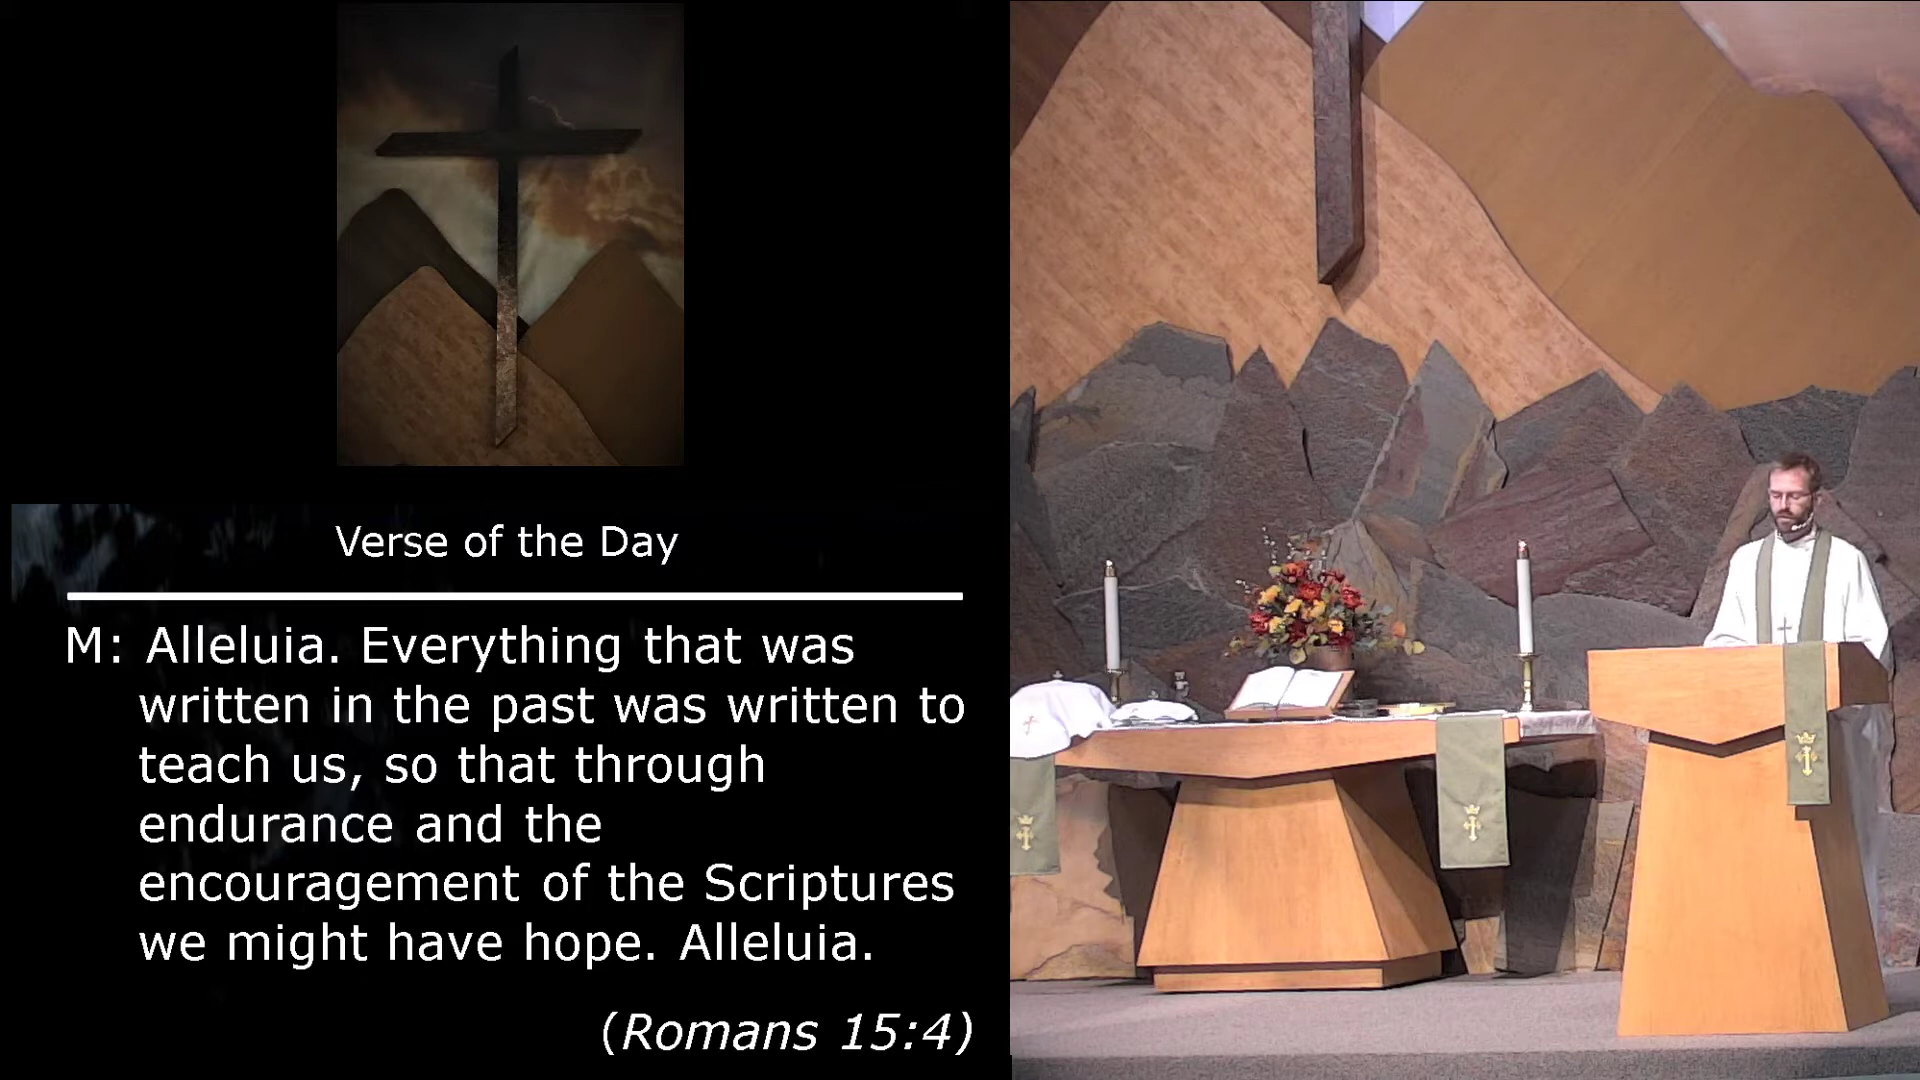 Verse of the Day
M: Alleluia. Everything that was
written in the past was written to
teach us, so that through
endurance and the
encouragement of the Scriptures
we might have hope. Alleluia.
(Romans 15:4)